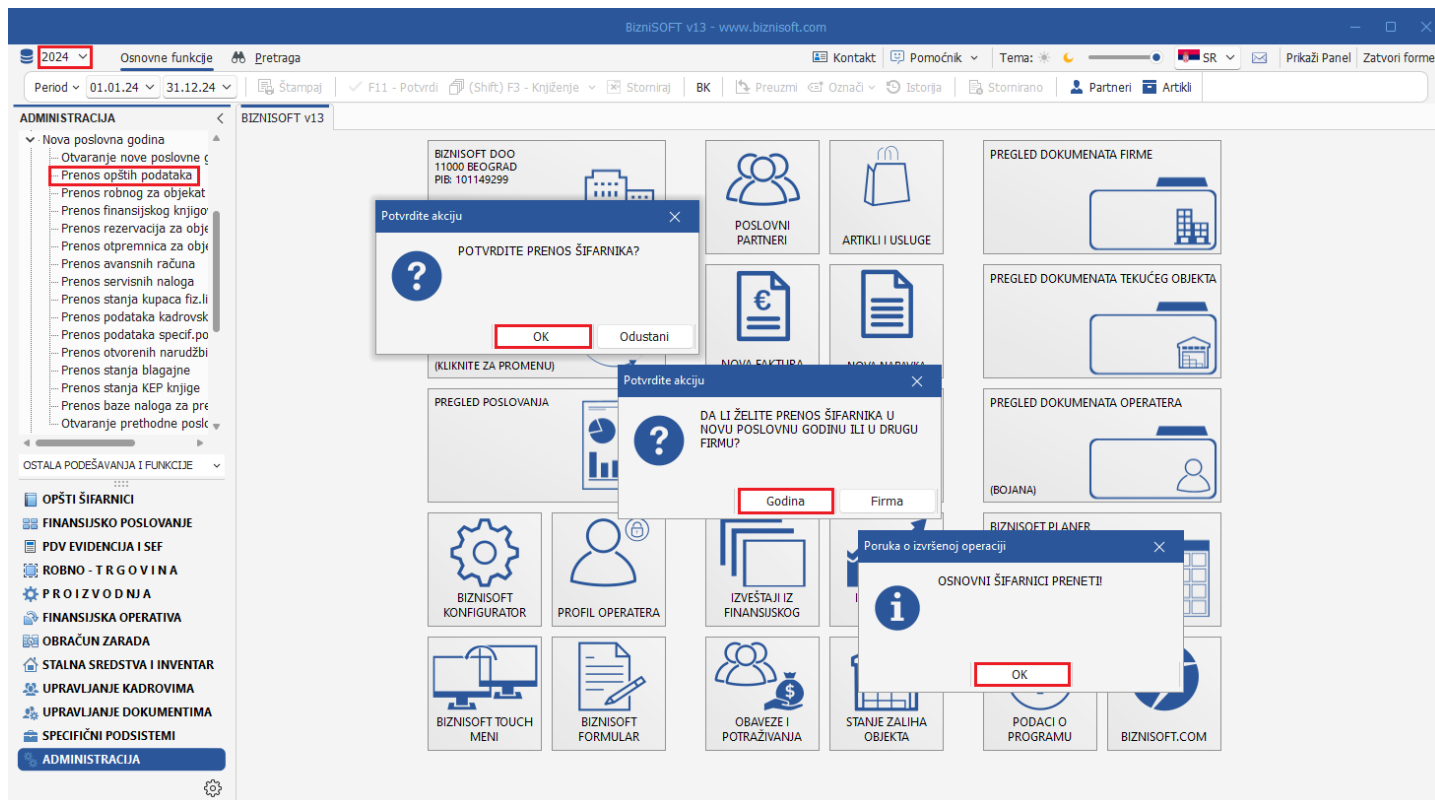 BizniSOFT v13 - www.biznisoft.com
2024
Osnovne funkcije
Pretraga
Kontakt
Pomoćnik
Tema:
SR
Prikaži Panel
Zatvori forme
Period
01.01.24
31.12.24
Štampaj
F11 - Potvrdi
(Shift) F3 - Knjiženje
Storniraj
BK
Preuzmi
Označi
Istorija
Stornirano
Partneri
Artikli
ADMINISTRACIJA
BIZNISOFT v13
Nova poslovna godina
Otvaranje nove poslovne g
Prenos opštih podataka
Prenos robnog za objekat
Prenos finansijskog knjigo
Prenos rezervacija za obje
Prenos otpremnica za obje
Prenos avansnih računa
Prenos servisnih naloga
Prenos stanja kupaca fiz.li
Prenos podataka kadrovsk
Prenos podataka specif.po
Prenos otvorenih narudžbi
Prenos stanja blagajne
Prenos stanja KEP knjige
Prenos baze naloga za pre
Otvaranje prethodne poslo
OSTALA PODEŠAVANJA I FUNKCIJE
OPŠTI ŠIFARNICI
FINANSIJSKO POSLOVANJE
PDV EVIDENCIJA I SEF
ROBNO - T R G O V I N A
P R O I Z V O D NJ A
FINANSIJSKA OPERATIVA
OBRAČUN ZARADA
STALNA SREDSTVA I INVENTAR
UPRAVLJANJE KADROVIMA
UPRAVLJANJE DOKUMENTIMA
SPECIFIČNI PODSISTEMI
ADMINISTRACIJA
BIZNISOFT DOO
11000 BEOGRAD
PIB: 101149299
POSLOVNI
PARTNERI
ARTIKLI I USLUGE
PREGLED DOKUMENATA FIRME
Potvrdite akciju
POTVRDITE PRENOS ŠIFARNIKA?
OK
Odustani
(KLIKNITE ZA PROMENU)
NOVA FAKTURA
NOVA NABAVKA
PREGLED DOKUMENATA TEKUĆEG OBJEKTA
PREGLED POSLOVANJA
Potvrdite akciju
DA LI ŽELITE PRENOS ŠIFARNIKA U
NOVU POSLOVNU GODINU ILI U DRUGU
FIRMU?
Godina
Firma
PREGLED DOKUMENATA OPERATERA
(BOJANA)
BIZNISOFT
KONFIGURATOR
PROFIL OPERATERA
IZVEŠTAJI IZ
FINANSIJSKOG
BIZNISOFT PLANER
Poruka o izvršenoj operaciji
OSNOVNI ŠIFARNICI PRENETI!
OK
BIZNISOFT TOUCH
MENI
BIZNISOFT
FORMULAR
OBAVEZE I
POTRAŽIVANJA
STANJE ZALIHA
OBJEKTA
PODACI O
PROGRAMU
BIZNISOFT.COM